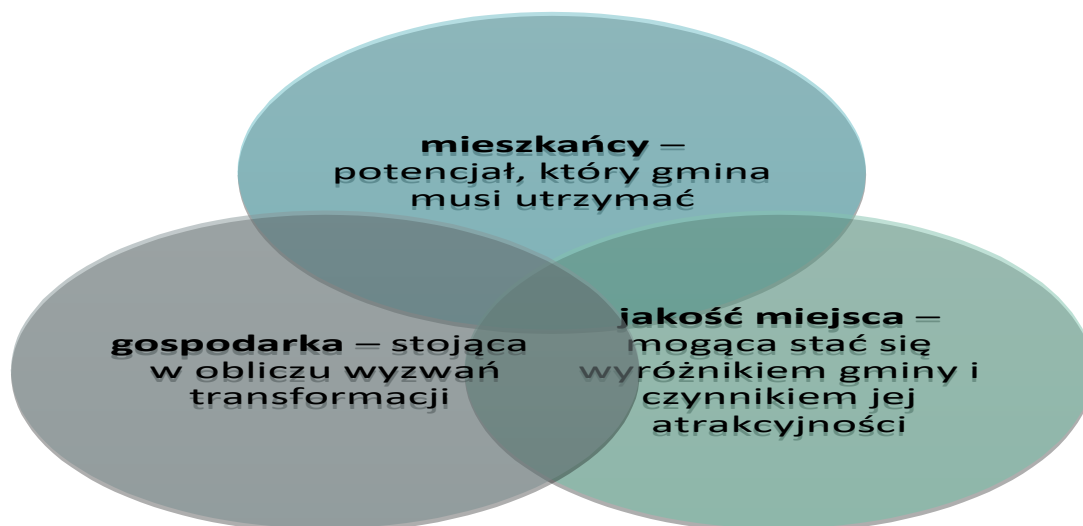 mieszkańcy –
potencjał, który gmina
musi utrzymać
gospodarka – stojąca
w obliczu wyzwań
transformacji
jakość miejsca –
mogąca stać się
wyróżnikiem gminy i
czynnikiem jej
atrakcyjności